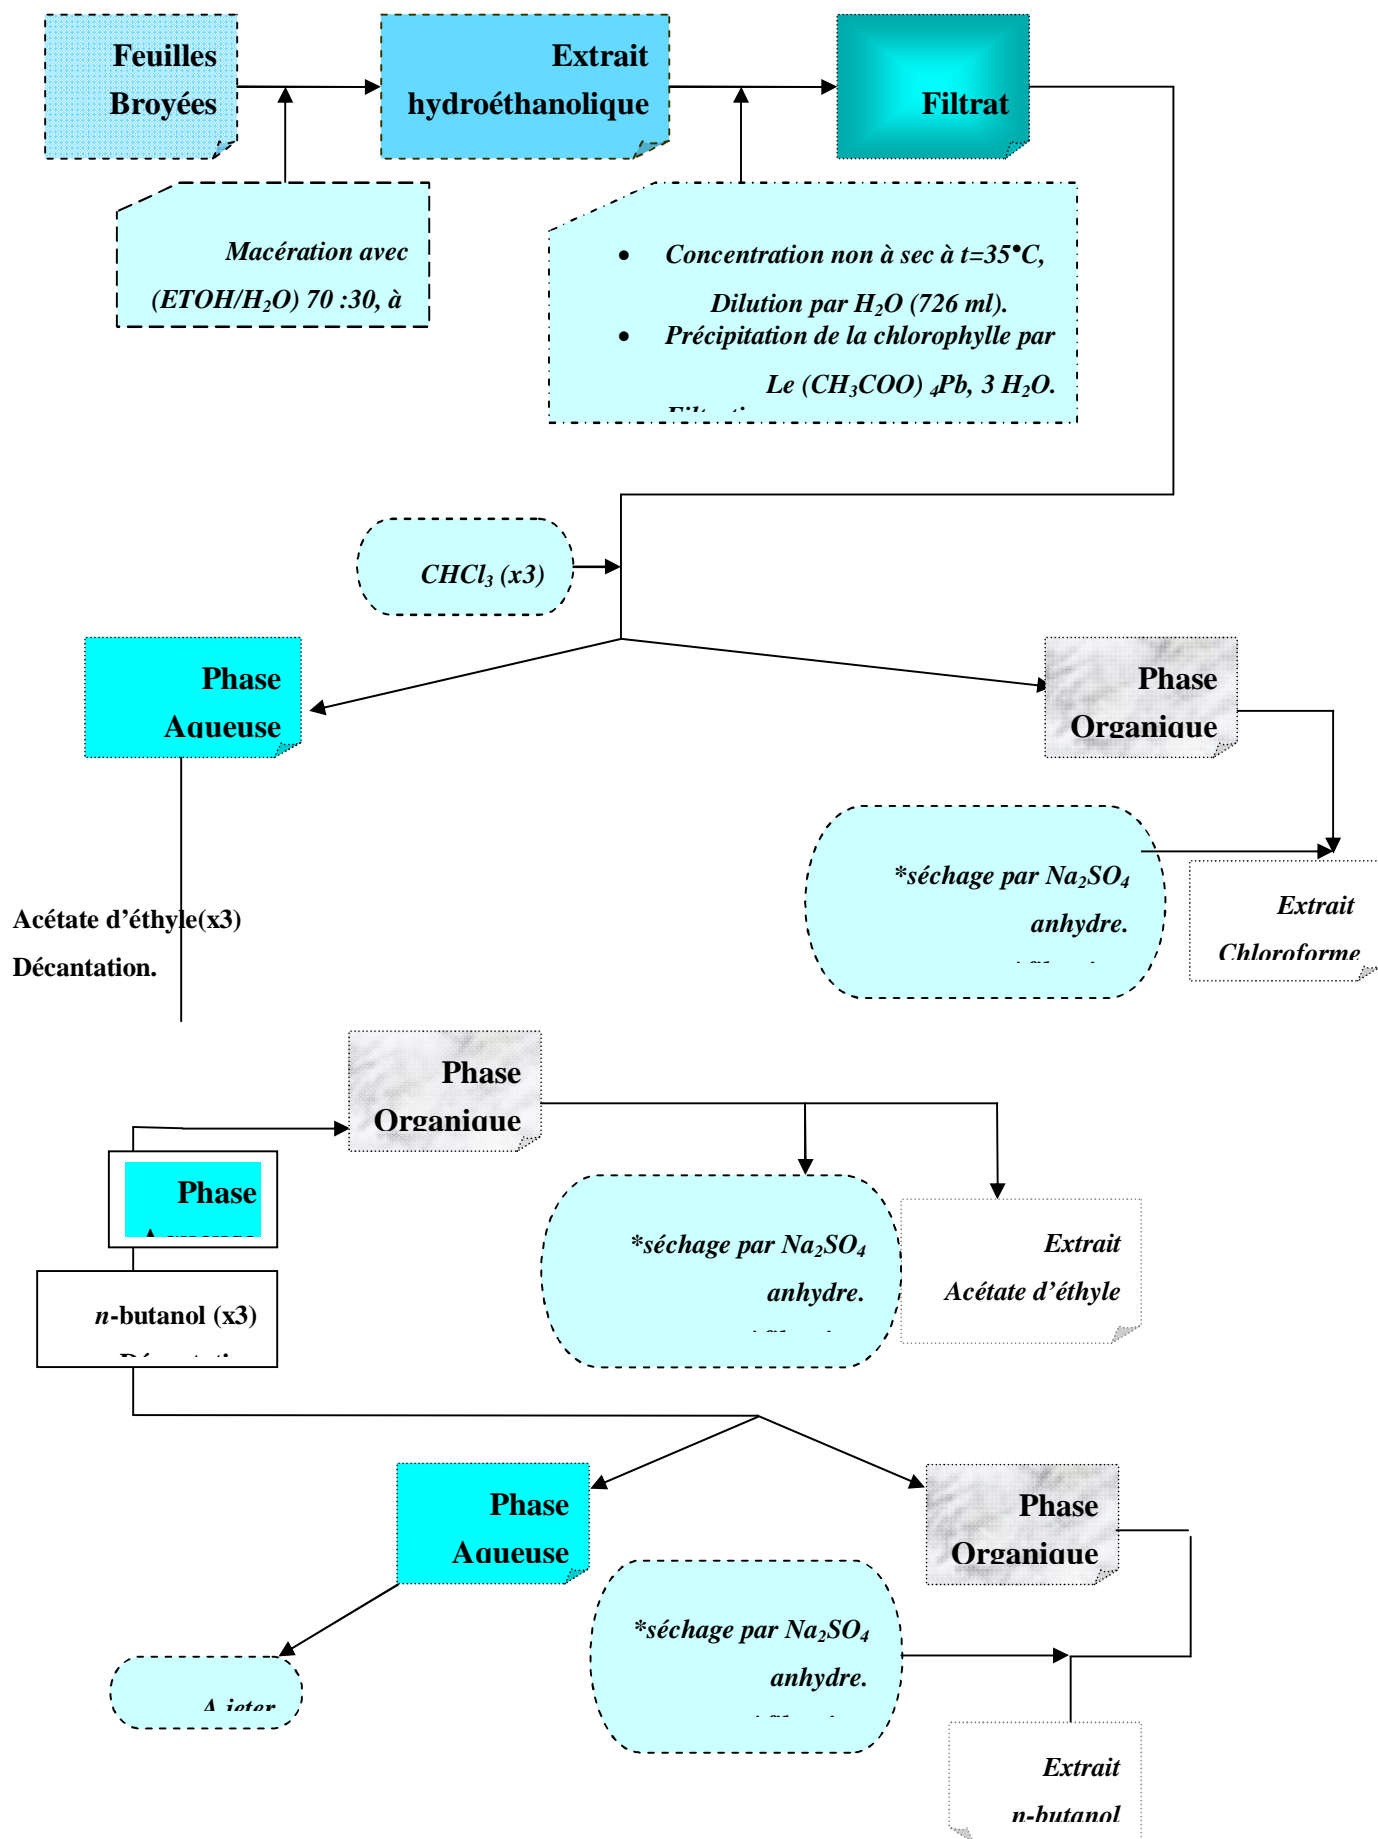 Feuilles
Broyées
Extrait
hydroéthanolique
Filtrat
Macération avec
(ETOH/H₂O) 70 :30, à
• Concentration non à sec à t=35°C,
Dilution par H₂O (726 ml).
• Précipitation de la chlorophylle par
Le (CH₃COO) ₄Pb, 3 H₂O.
CHCl₃ (x3)
Phase
Aqueuse
Phase
Organique
*séchage par Na₂SO₄
anhydre.
Extrait
Chloroforme
Acétate d’éthyle(x3)
Décantation.
Phase
Organique
Phase
*séchage par Na₂SO₄
anhydre.
Extrait
Acétate d’éthyle
n-butanol (x3)
Phase
Aqueuse
Phase
Organique
*séchage par Na₂SO₄
anhydre.
A jeter
Extrait
n-butanol